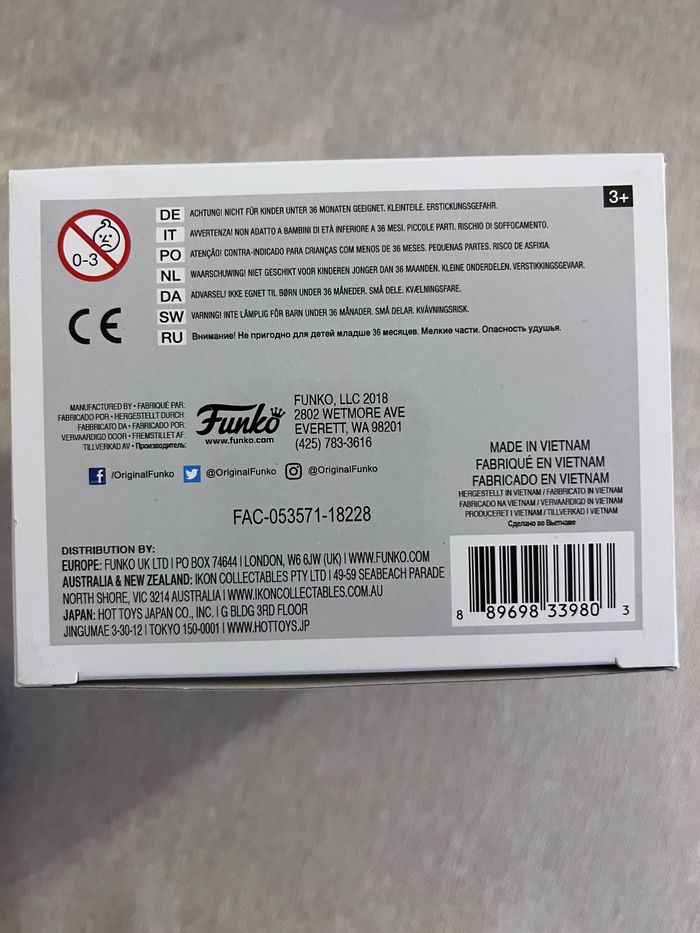 3+
0-3
DE ACHTUNG! NICHT FÜR KINDER UNTER 36 MONATEN GEEIGNET. KLEINTEILE. ERSTICKUNGSGEFAHR.
IT AVVERTENZA! NON ADATTO A BAMBINI DI ETÀ INFERIORE A 36 MESI. PICCOLE PARTI. RISCHIO DI SOFFOCAMENTO.
PO ATENÇÃO! CONTRA-INDICADO PARA CRIANÇAS COM MENOS DE 36 MESES. PEQUENAS PARTES. RISCO DE ASFIXIA.
NL WAARSCHUWING! NIET GESCHIKT VOOR KINDEREN JONGER DAN 36 MAANDEN. KLEINE ONDERDELEN. VERSTIKKINGSGEVAAR.
DA ADVARSEL! IKKE EGNET TIL BØRN UNDER 36 MÅNEDER. SMÅ DELE. KVÆLNINGSFARE.
SW VARNING! INTE LÄMPLIG FÖR BARN UNDER 36 MÅNADER. SMÅ DELAR. KVÄVNINGSRISK.
RU Внимание! Не пригодно для детей младше 36 месяцев. Мелкие части. Опасность удушья.
CE
MANUFACTURED BY • FABRIQUÉ PAR:
FABRICADO POR • HERGESTELLT DURCH:
FABBRICATO DA • FABRICADO POR:
VERVAARDIGD DOOR • FREMSTILLET AF:
TILLVERKAD AV • Производитель:
Funko
www.funko.com
FUNKO, LLC 2018
2802 WETMORE AVE
EVERETT, WA 98201
(425) 783-3616
/OriginalFunko @OriginalFunko @OriginalFunko
FAC-053571-18228
MADE IN VIETNAM
FABRIQUÉ EN VIETNAM
FABRICADO EN VIETNAM
HERGESTELLT IN VIETNAM / FABBRICATO IN VIETNAM
FABRICADO NA VIETNAM / VERVAARDIGD IN VIETNAM
PRODUCERET I VIETNAM / TILLVERKAD I VIETNAM
Сделано во Вьетнаме
DISTRIBUTION BY:
EUROPE: FUNKO UK LTD | PO BOX 74644 | LONDON, W6 6JW (UK) | WWW.FUNKO.COM
AUSTRALIA & NEW ZEALAND: IKON COLLECTABLES PTY LTD | 49-59 SEABEACH PARADE
NORTH SHORE, VIC 3214 AUSTRALIA | WWW.IKONCOLLECTABLES.COM.AU
JAPAN: HOT TOYS JAPAN CO., INC. | G BLDG 3RD FLOOR
JINGUMAE 3-30-12 | TOKYO 150-0001 | WWW.HOTTOYS.JP
8 89698 33980 3